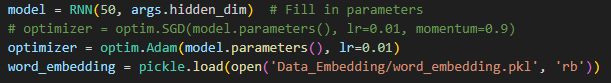 model = RNN(50, args.hidden_dim)  # Fill in parameters
# optimizer = optim.SGD(model.parameters(), lr=0.01, momentum=0.9)
optimizer = optim.Adam(model.parameters(), lr=0.01)
word_embedding = pickle.load(open('Data_Embedding/word_embedding.pkl', 'rb'))